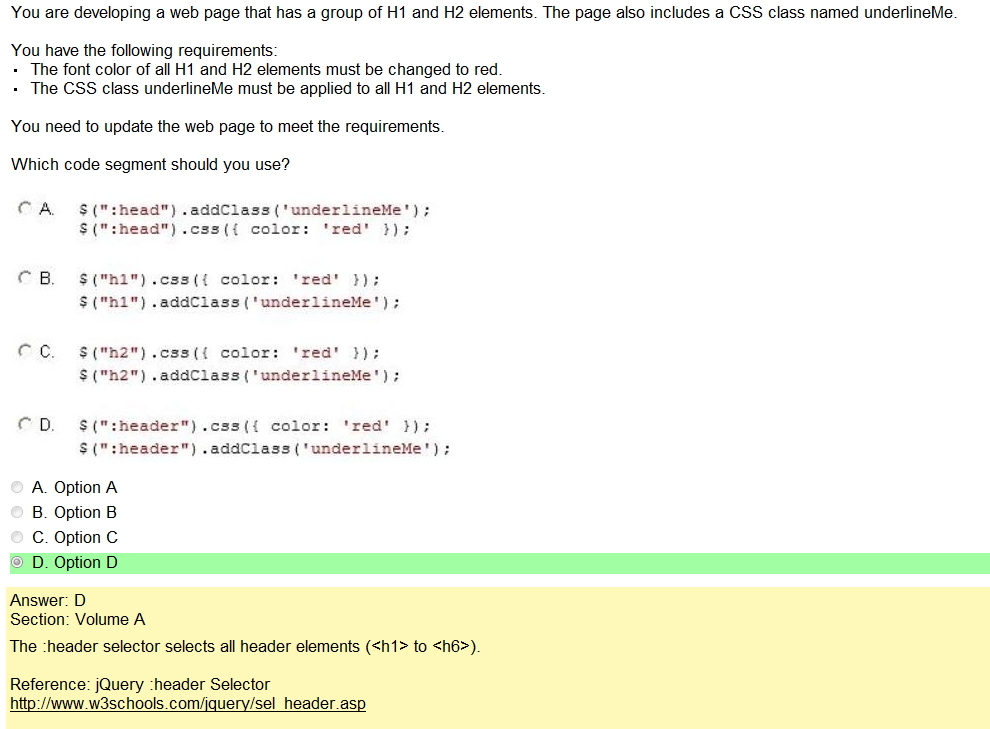 You are developing a web page that has a group of H1 and H2 elements. The page also includes a CSS class named underlineMe.
You have the following requirements:
· The font color of all H1 and H2 elements must be changed to red.
· The CSS class underlineMe must be applied to all H1 and H2 elements.
You need to update the web page to meet the requirements.
Which code segment should you use?
A. $(":head").addClass('underlineMe');
$(":head").css({ color: 'red' });
B. $("h1").css({ color: 'red' });
$("h1").addClass('underlineMe');
C. $("h2").css({ color: 'red' });
$("h2").addClass('underlineMe');
D. $(":header").css({ color: 'red' });
$(":header").addClass('underlineMe');
A. Option A
B. Option B
C. Option C
D. Option D
Answer: D
Section: Volume A
The :header selector selects all header elements (<h1> to <h6>).
Reference: jQuery :header Selector
http://www.w3schools.com/jquery/sel_header.asp